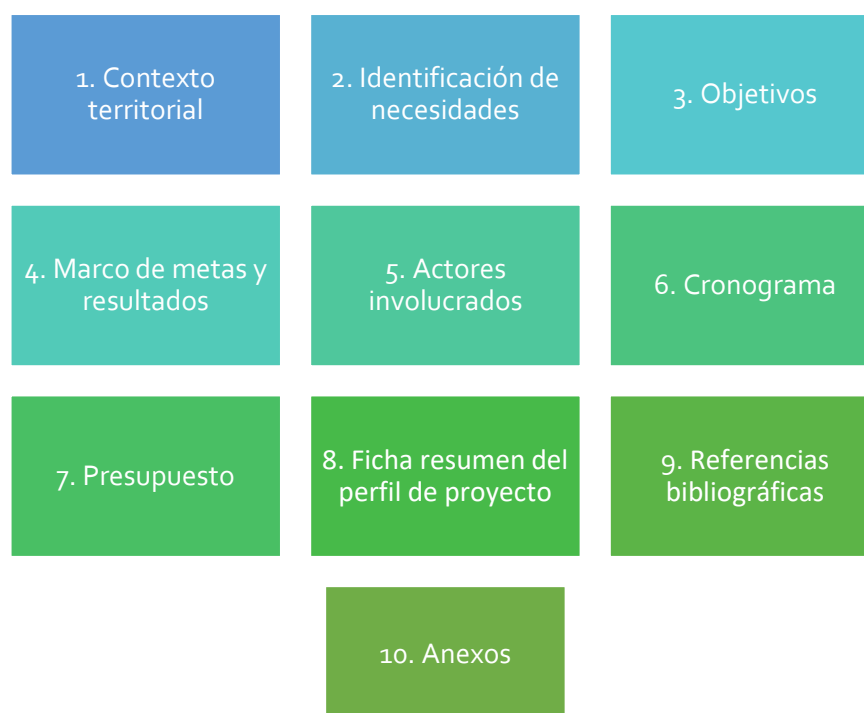 1. Contexto
territorial
2. Identificación de
necesidades
3. Objetivos
4. Marco de metas y
resultados
5. Actores
involucrados
6. Cronograma
7. Presupuesto
8. Ficha resumen del
perfil de proyecto
9. Referencias
bibliográficas
10. Anexos